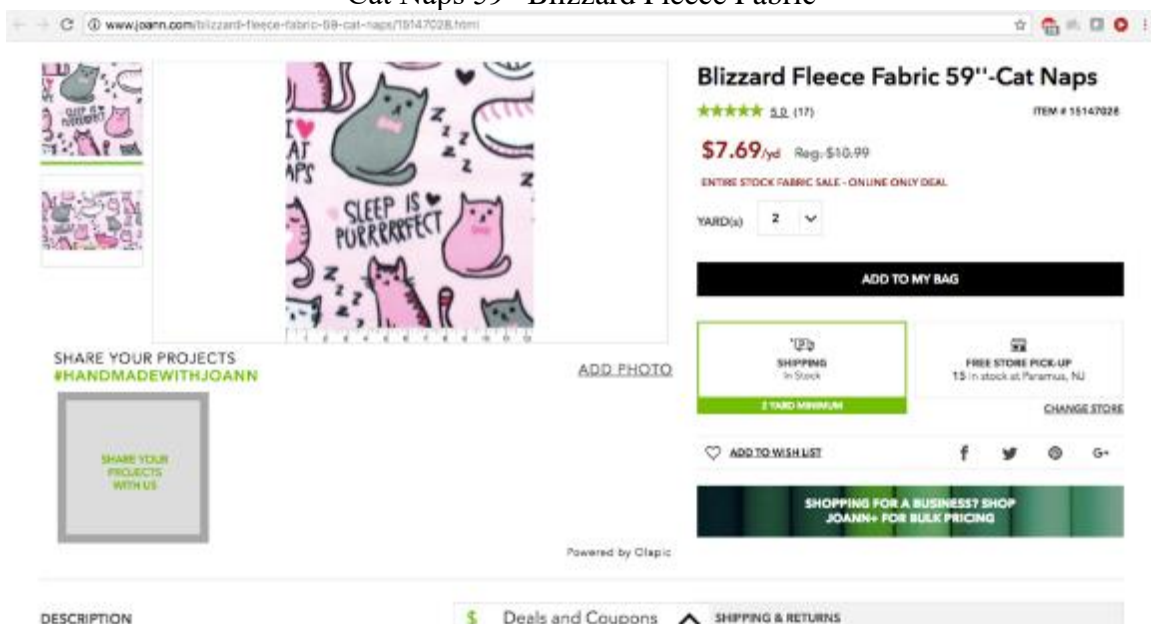 Cat Naps 59" Blizzard Fleece Fabric
www.joann.com/blizzard-fleece-fabric-59-cat-naps/15147028.html
Blizzard Fleece Fabric 59''-Cat Naps
5.0 (17)
ITEM # 15147028
$7.69/yd Reg. $10.99
ENTIRE STOCK FABRIC SALE - ONLINE ONLY DEAL
YARD(s) 2
ADD TO MY BAG
SHIPPING
In Stock
2 YARD MINIMUM
FREE STORE PICK-UP
15 in stock at Paramus, NJ
CHANGE STORE
ADD TO WISH LIST
f
G+
SHOPPING FOR A BUSINESS? SHOP
JOANN+ FOR BULK PRICING
I
CAT
NAPS
z z z z z
SLEEP IS
PURRRRRFECT
z z z z
SHARE YOUR PROJECTS
#HANDMADEWITHJOANN
ADD PHOTO
SHARE YOUR
PROJECTS
WITH US
Powered by Olapic
DESCRIPTION
$ Deals and Coupons
SHIPPING & RETURNS